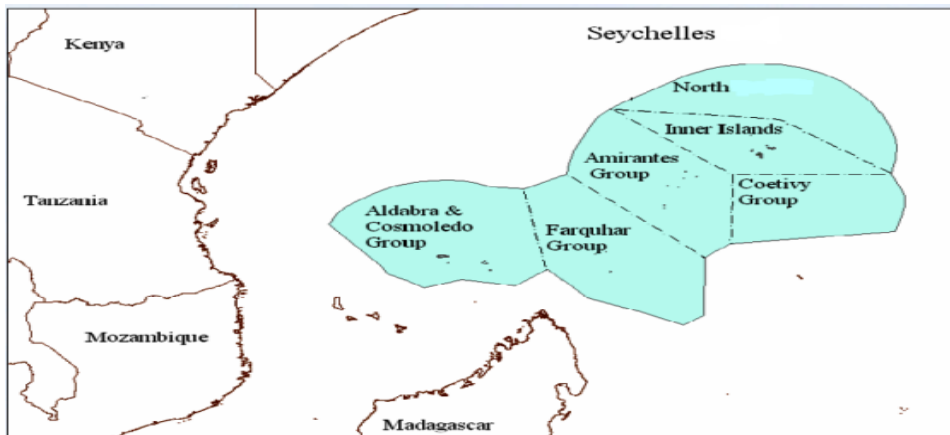 Seychelles
Kenya
North
Inner Islands
Amirantes
Group
Coetivy
Group
Tanzania
Aldabra &
Cosmoledo
Group
Farquhar
Group
Mozambique
Madagascar